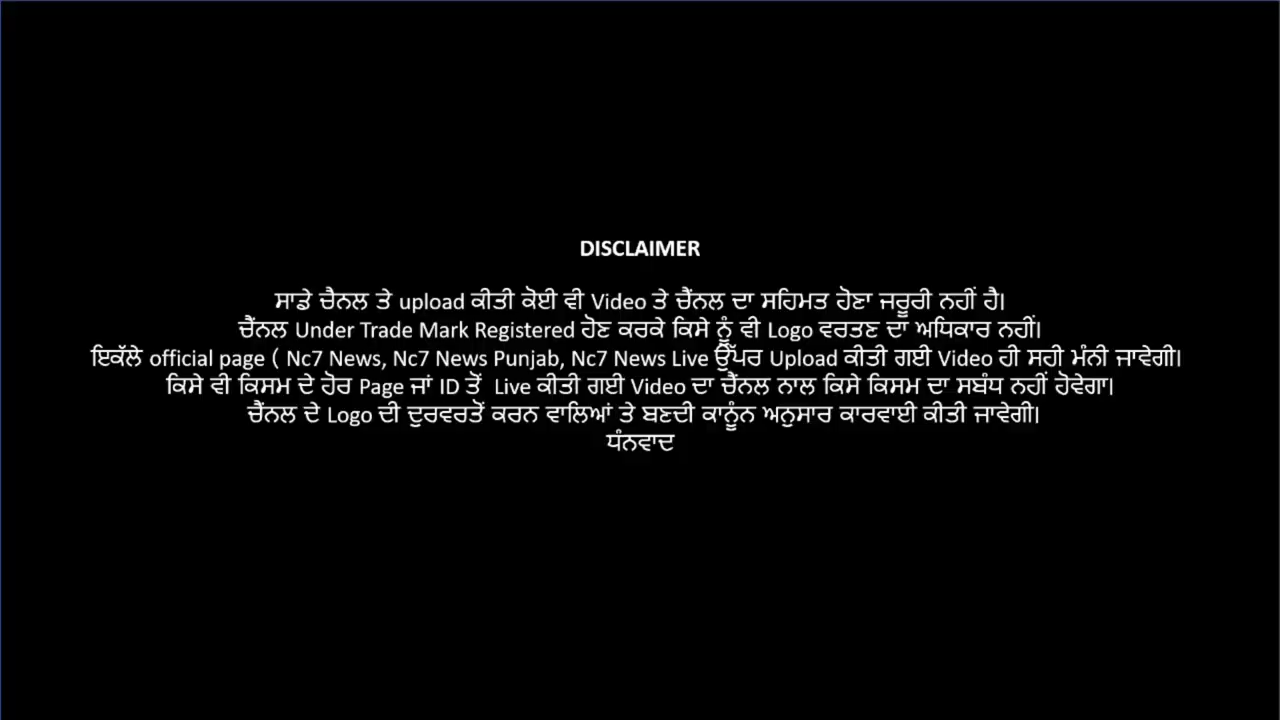 DISCLAIMER
ਸਾਡੇ ਚੈਨਲ ਤੇ upload ਕੀਤੀ ਕੋਈ ਵੀ Video ਤੇ ਚੈਂਨਲ ਦਾ ਸਹਿਮਤ ਹੋਣਾ ਜਰੂਰੀ ਨਹੀਂ ਹੈ।
ਚੈਂਨਲ Under Trade Mark Registered ਹੋਣ ਕਰਕੇ ਕਿਸੇ ਨੂੰ ਵੀ Logo ਵਰਤਣ ਦਾ ਅਧਿਕਾਰ ਨਹੀਂ।
ਇਕੱਲੇ official page ( Nc7 News, Nc7 News Punjab, Nc7 News Live ਉੱਪਰ Upload ਕੀਤੀ ਗਈ Video ਹੀ ਸਹੀ ਮੰਨੀ ਜਾਵੇਗੀ।
ਕਿਸੇ ਵੀ ਕਿਸਮ ਦੇ ਹੋਰ Page ਜਾਂ ID ਤੋਂ Live ਕੀਤੀ ਗਈ Video ਦਾ ਚੈਂਨਲ ਨਾਲ ਕਿਸੇ ਕਿਸਮ ਦਾ ਸਬੰਧ ਨਹੀਂ ਹੋਵੇਗਾ।
ਚੈਂਨਲ ਦੇ Logo ਦੀ ਦੁਰਵਰਤੋਂ ਕਰਨ ਵਾਲਿਆਂ ਤੇ ਬਣਦੀ ਕਾਨੂੰਨ ਅਨੁਸਾਰ ਕਾਰਵਾਈ ਕੀਤੀ ਜਾਵੇਗੀ।
ਧੰਨਵਾਦ